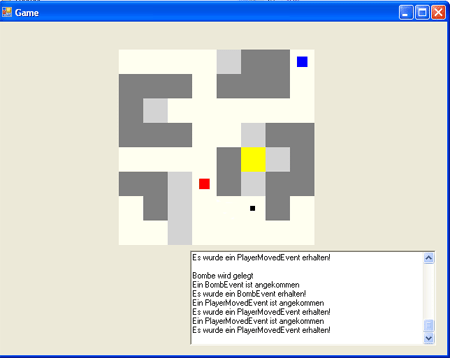 Game
Es wurde ein PlayerMovedEvent erhalten!
Bombe wird gelegt
Ein BombEvent ist angekommen
Es wurde ein BombEvent erhalten!
Ein PlayerMovedEvent ist angekommen
Es wurde ein PlayerMovedEvent erhalten!
Ein PlayerMovedEvent ist angekommen
Es wurde ein PlayerMovedEvent erhalten!